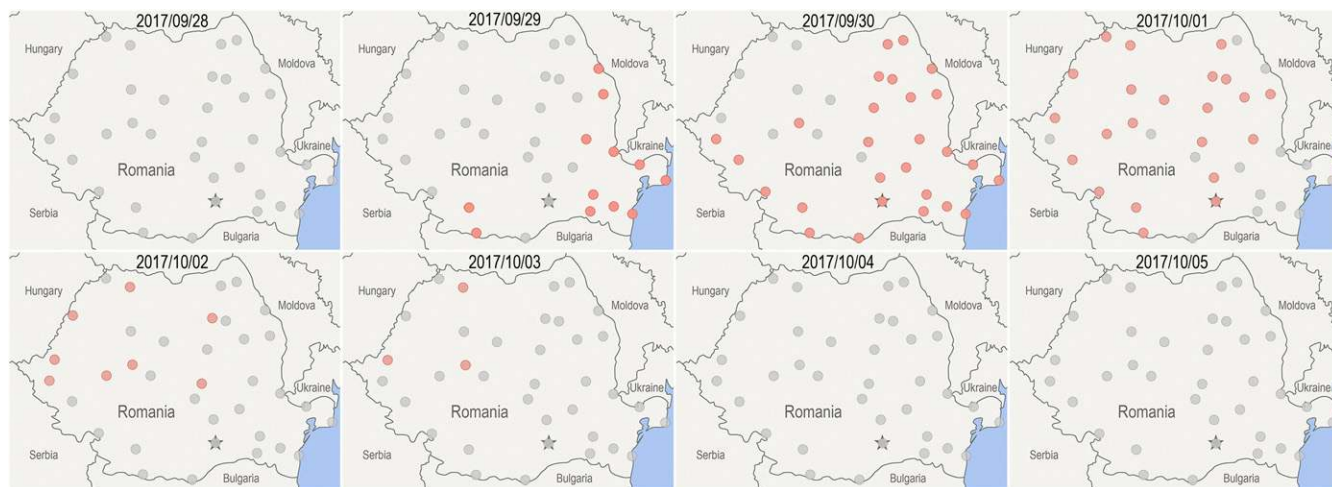 2017/09/28
Hungary
Moldova
Ukraine
Romania
Serbia
Bulgaria
2017/09/29
Hungary
Moldova
Ukraine
Romania
Serbia
Bulgaria
2017/09/30
Hungary
Moldova
Ukraine
Romania
Serbia
Bulgaria
2017/10/01
Hungary
Moldova
Ukraine
Romania
Serbia
Bulgaria
2017/10/02
Hungary
Moldova
Ukraine
Romania
Serbia
Bulgaria
2017/10/03
Hungary
Moldova
Ukraine
Romania
Serbia
Bulgaria
2017/10/04
Hungary
Moldova
Ukraine
Romania
Serbia
Bulgaria
2017/10/05
Hungary
Moldova
Ukraine
Romania
Serbia
Bulgaria